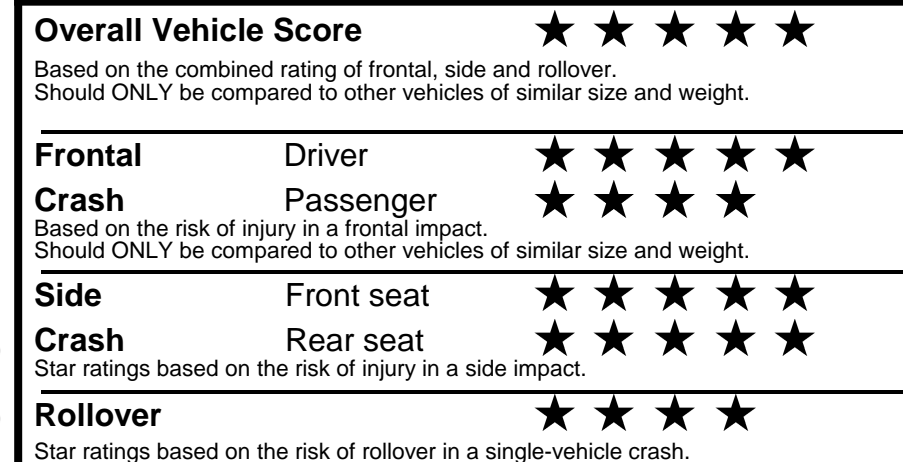 Overall Vehicle Score ★ ★ ★ ★ ★
Based on the combined rating of frontal, side and rollover.
Should ONLY be compared to other vehicles of similar size and weight.
Frontal Driver ★ ★ ★ ★ ★
Crash Passenger ★ ★ ★ ★
Based on the risk of injury in a frontal impact.
Should ONLY be compared to other vehicles of similar size and weight.
Side Front seat ★ ★ ★ ★ ★
Crash Rear seat ★ ★ ★ ★ ★
Star ratings based on the risk of injury in a side impact.
Rollover ★ ★ ★ ★
Star ratings based on the risk of rollover in a single-vehicle crash.